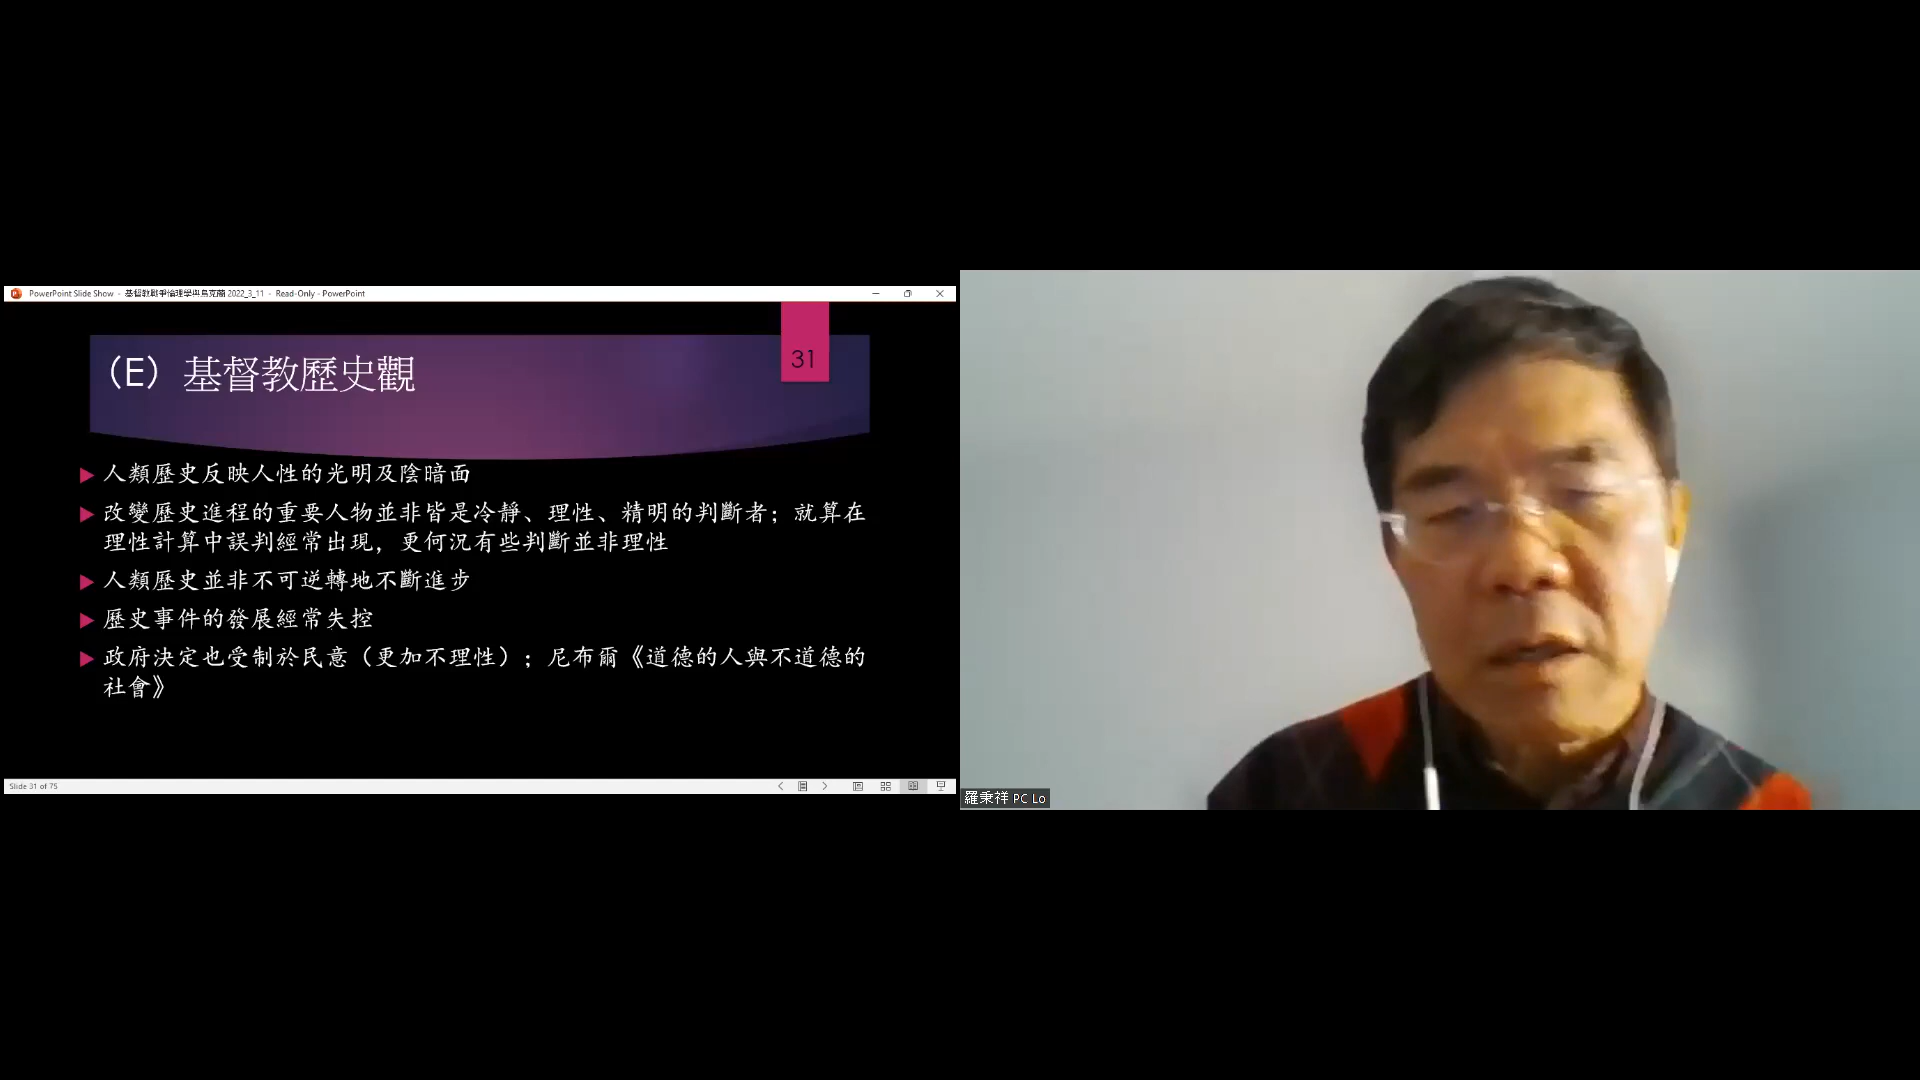 PowerPoint Slide Show - 基督教戰爭倫理學與烏克蘭 2022_3_11 - Read-Only - PowerPoint
31
（E）基督教歷史觀
人類歷史反映人性的光明及陰暗面
改變歷史進程的重要人物並非皆是冷靜、理性、精明的判斷者；就算在
理性計算中誤判經常出現，更何況有些判斷並非理性
人類歷史並非不可逆轉地不斷進步
歷史事件的發展經常失控
政府決定也受制於民意（更加不理性）；尼布爾《道德的人與不道德的
社會》
Slide 31 of 75
羅秉祥 PC Lo